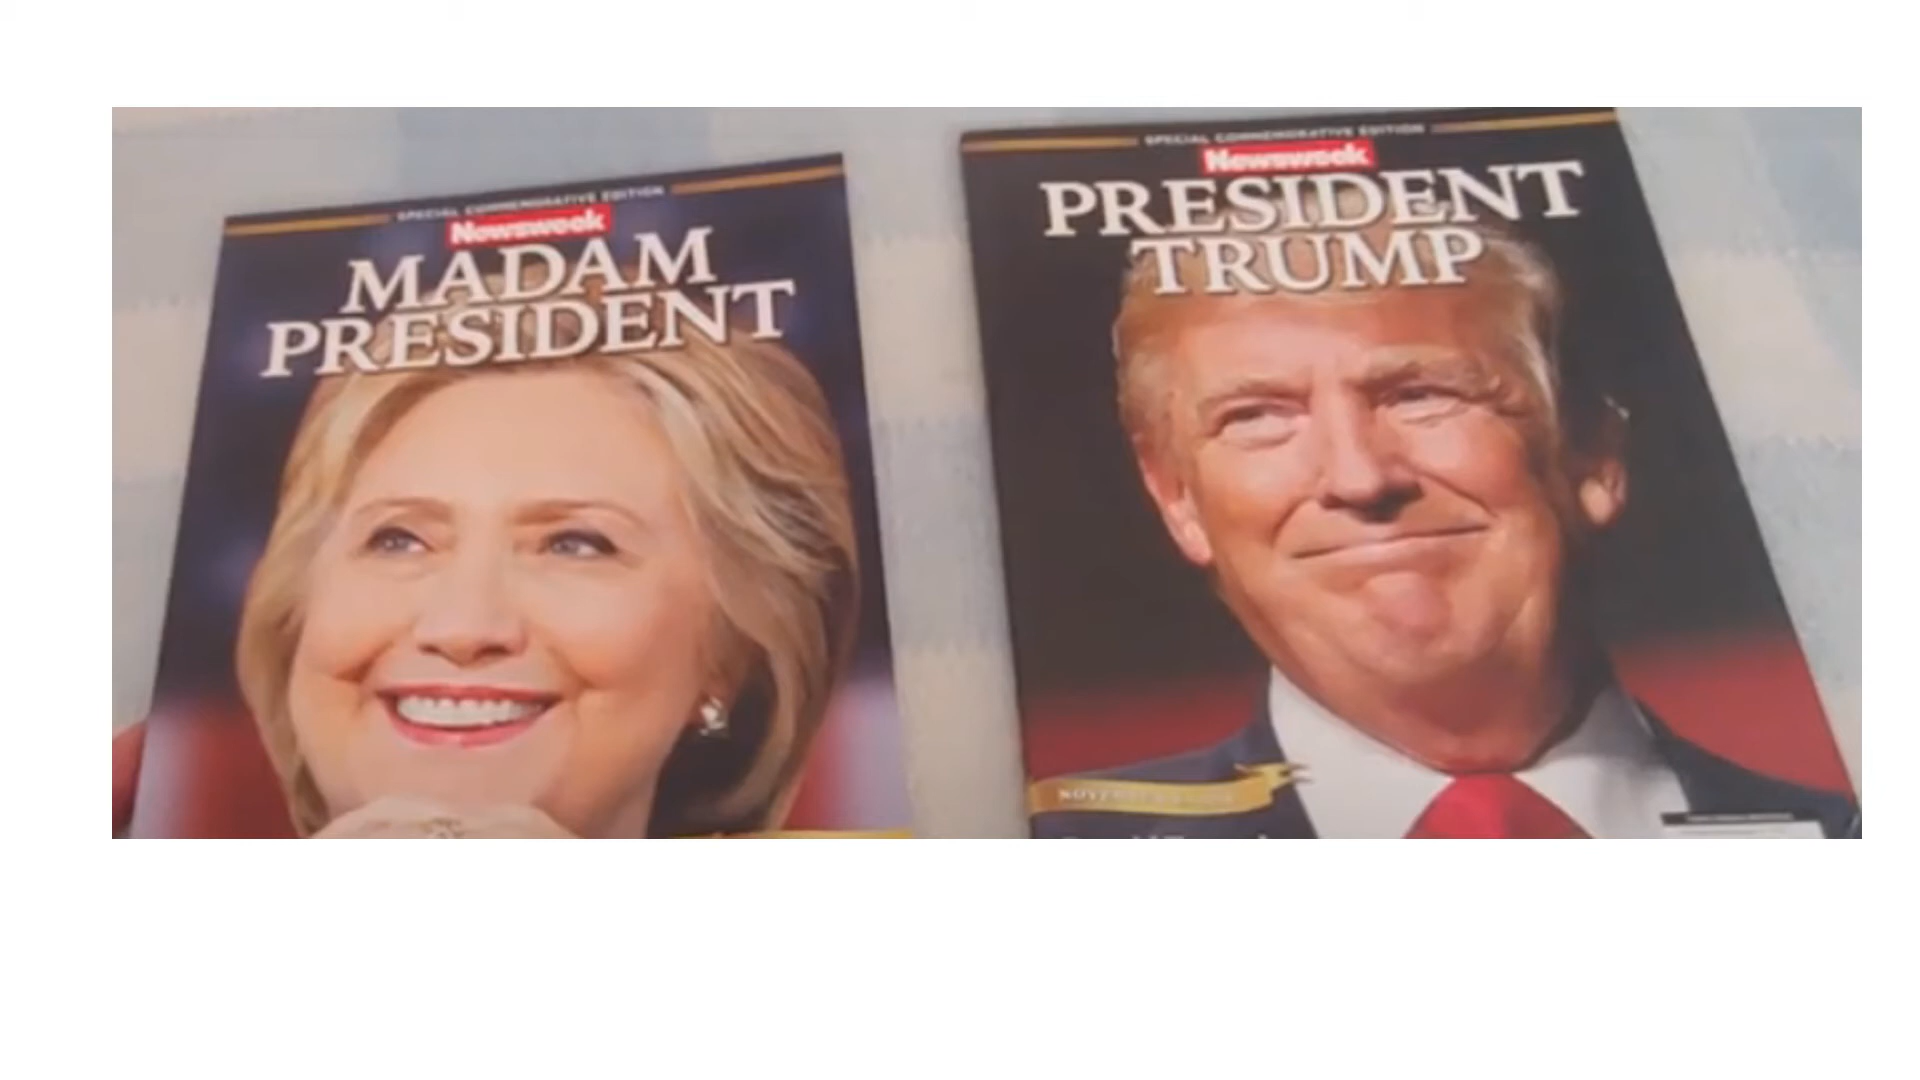 SPECIAL COMMEMORATIVE EDITION
Newsweek
MADAM
PRESIDENT
SPECIAL COMMEMORATIVE EDITION
Newsweek
PRESIDENT
TRUMP